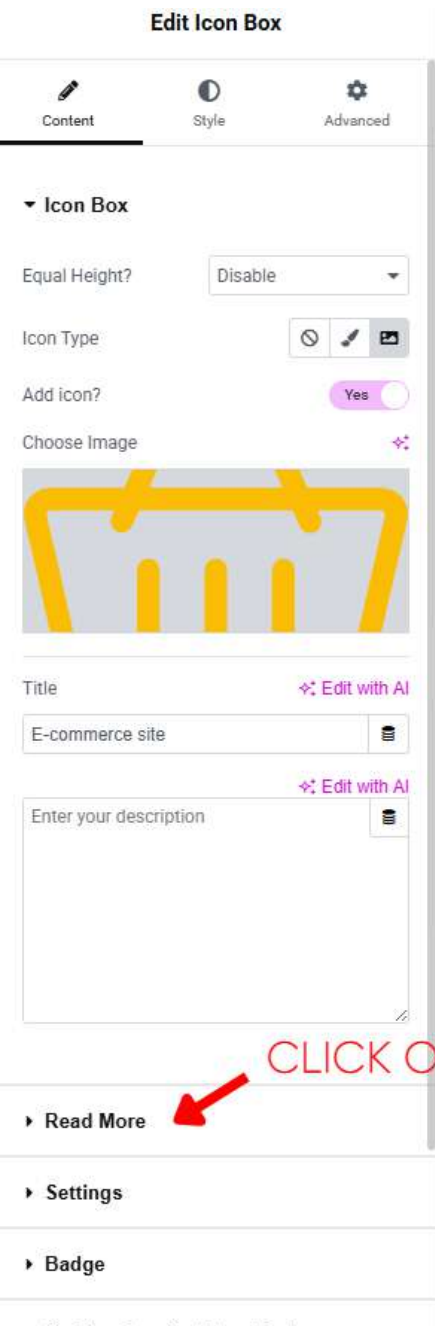 Edit Icon Box
Content Style Advanced
Icon Box
Equal Height? Disable
Icon Type
Add icon? Yes
Choose Image
Title Edit with AI
E-commerce site
Edit with AI
Enter your description
CLICK O
Read More
Settings
Badge